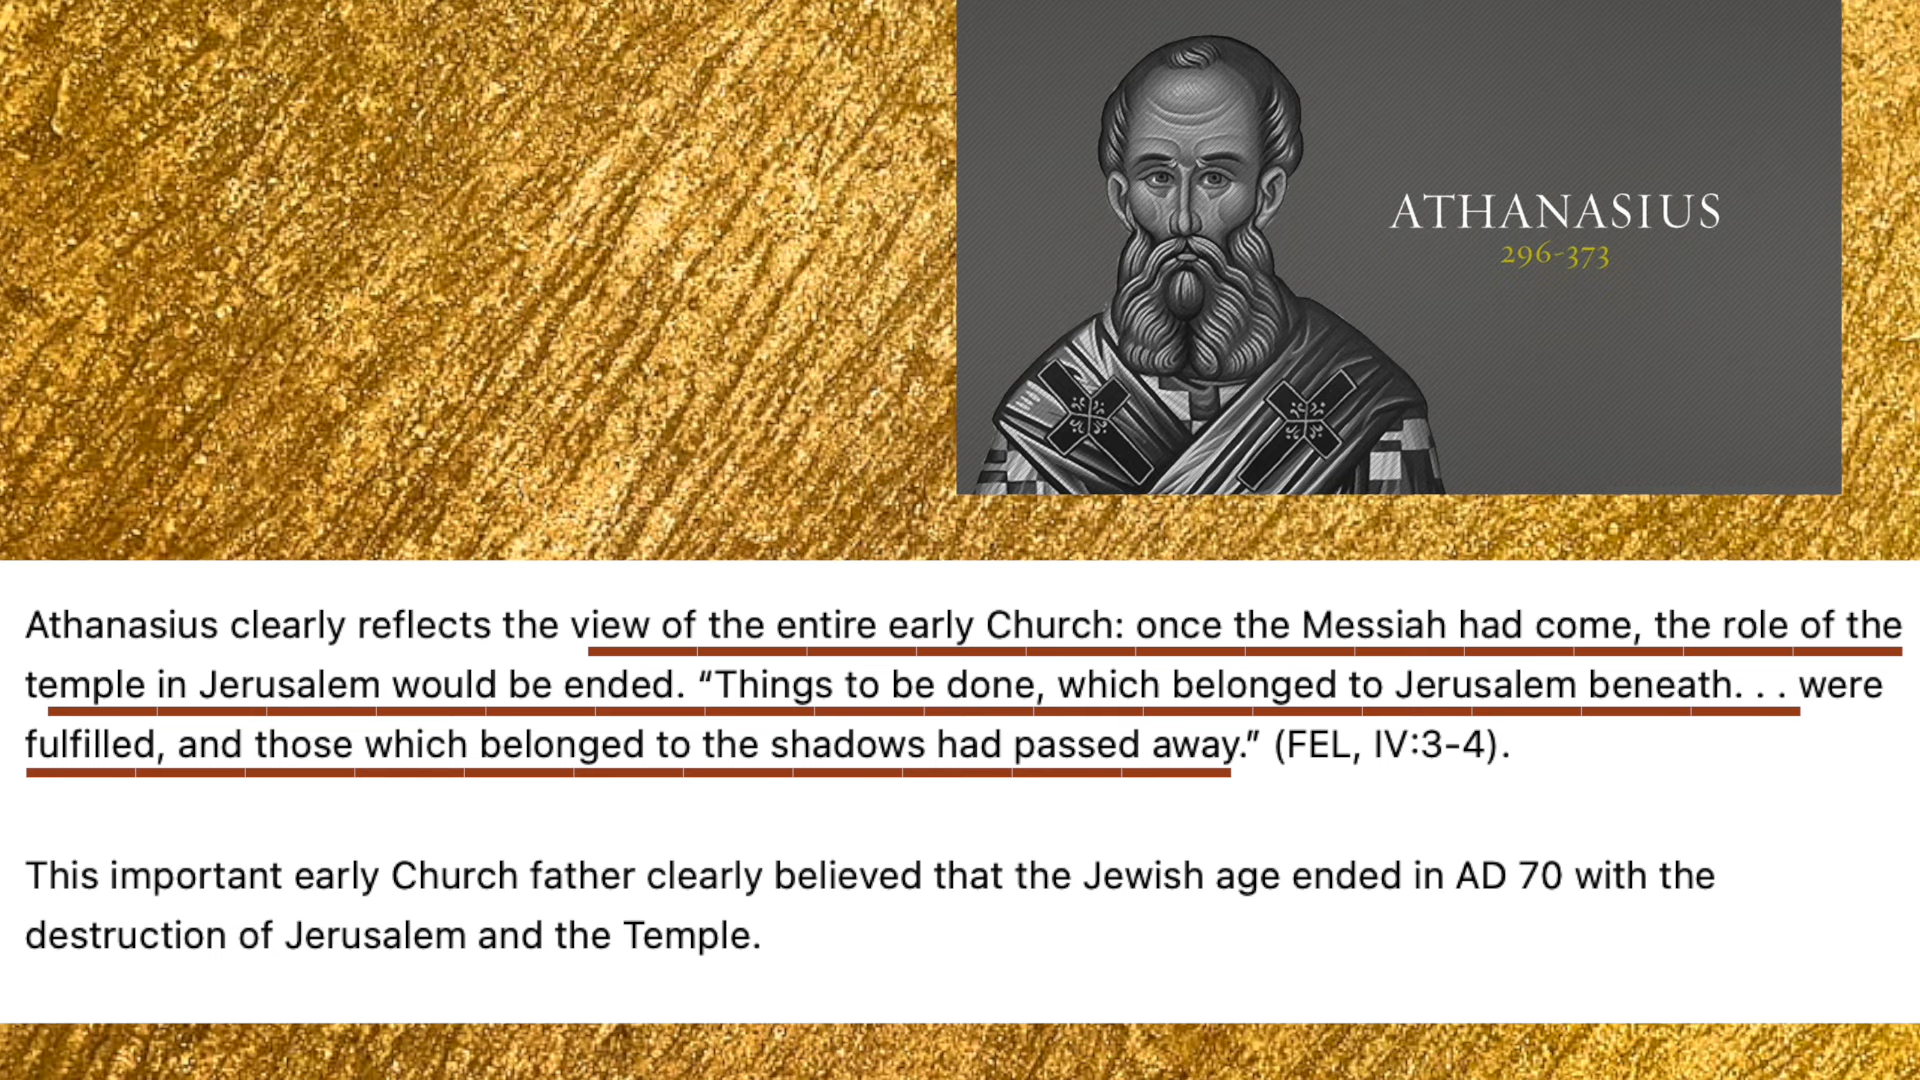 ATHANASIUS
296-373
Athanasius clearly reflects the view of the entire early Church: once the Messiah had come, the role of the
temple in Jerusalem would be ended. “Things to be done, which belonged to Jerusalem beneath. . . were
fulfilled, and those which belonged to the shadows had passed away.” (FEL, IV:3-4).
This important early Church father clearly believed that the Jewish age ended in AD 70 with the
destruction of Jerusalem and the Temple.